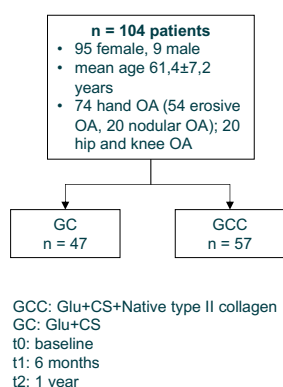 n = 104 patients
• 95 female, 9 male
• mean age 61,4±7,2
years
• 74 hand OA (54 erosive
OA, 20 nodular OA); 20
hip and knee OA
GC
n = 47
GCC
n = 57
GCC: Glu+CS+Native type II collagen
GC: Glu+CS
t0: baseline
t1: 6 months
t2: 1 year